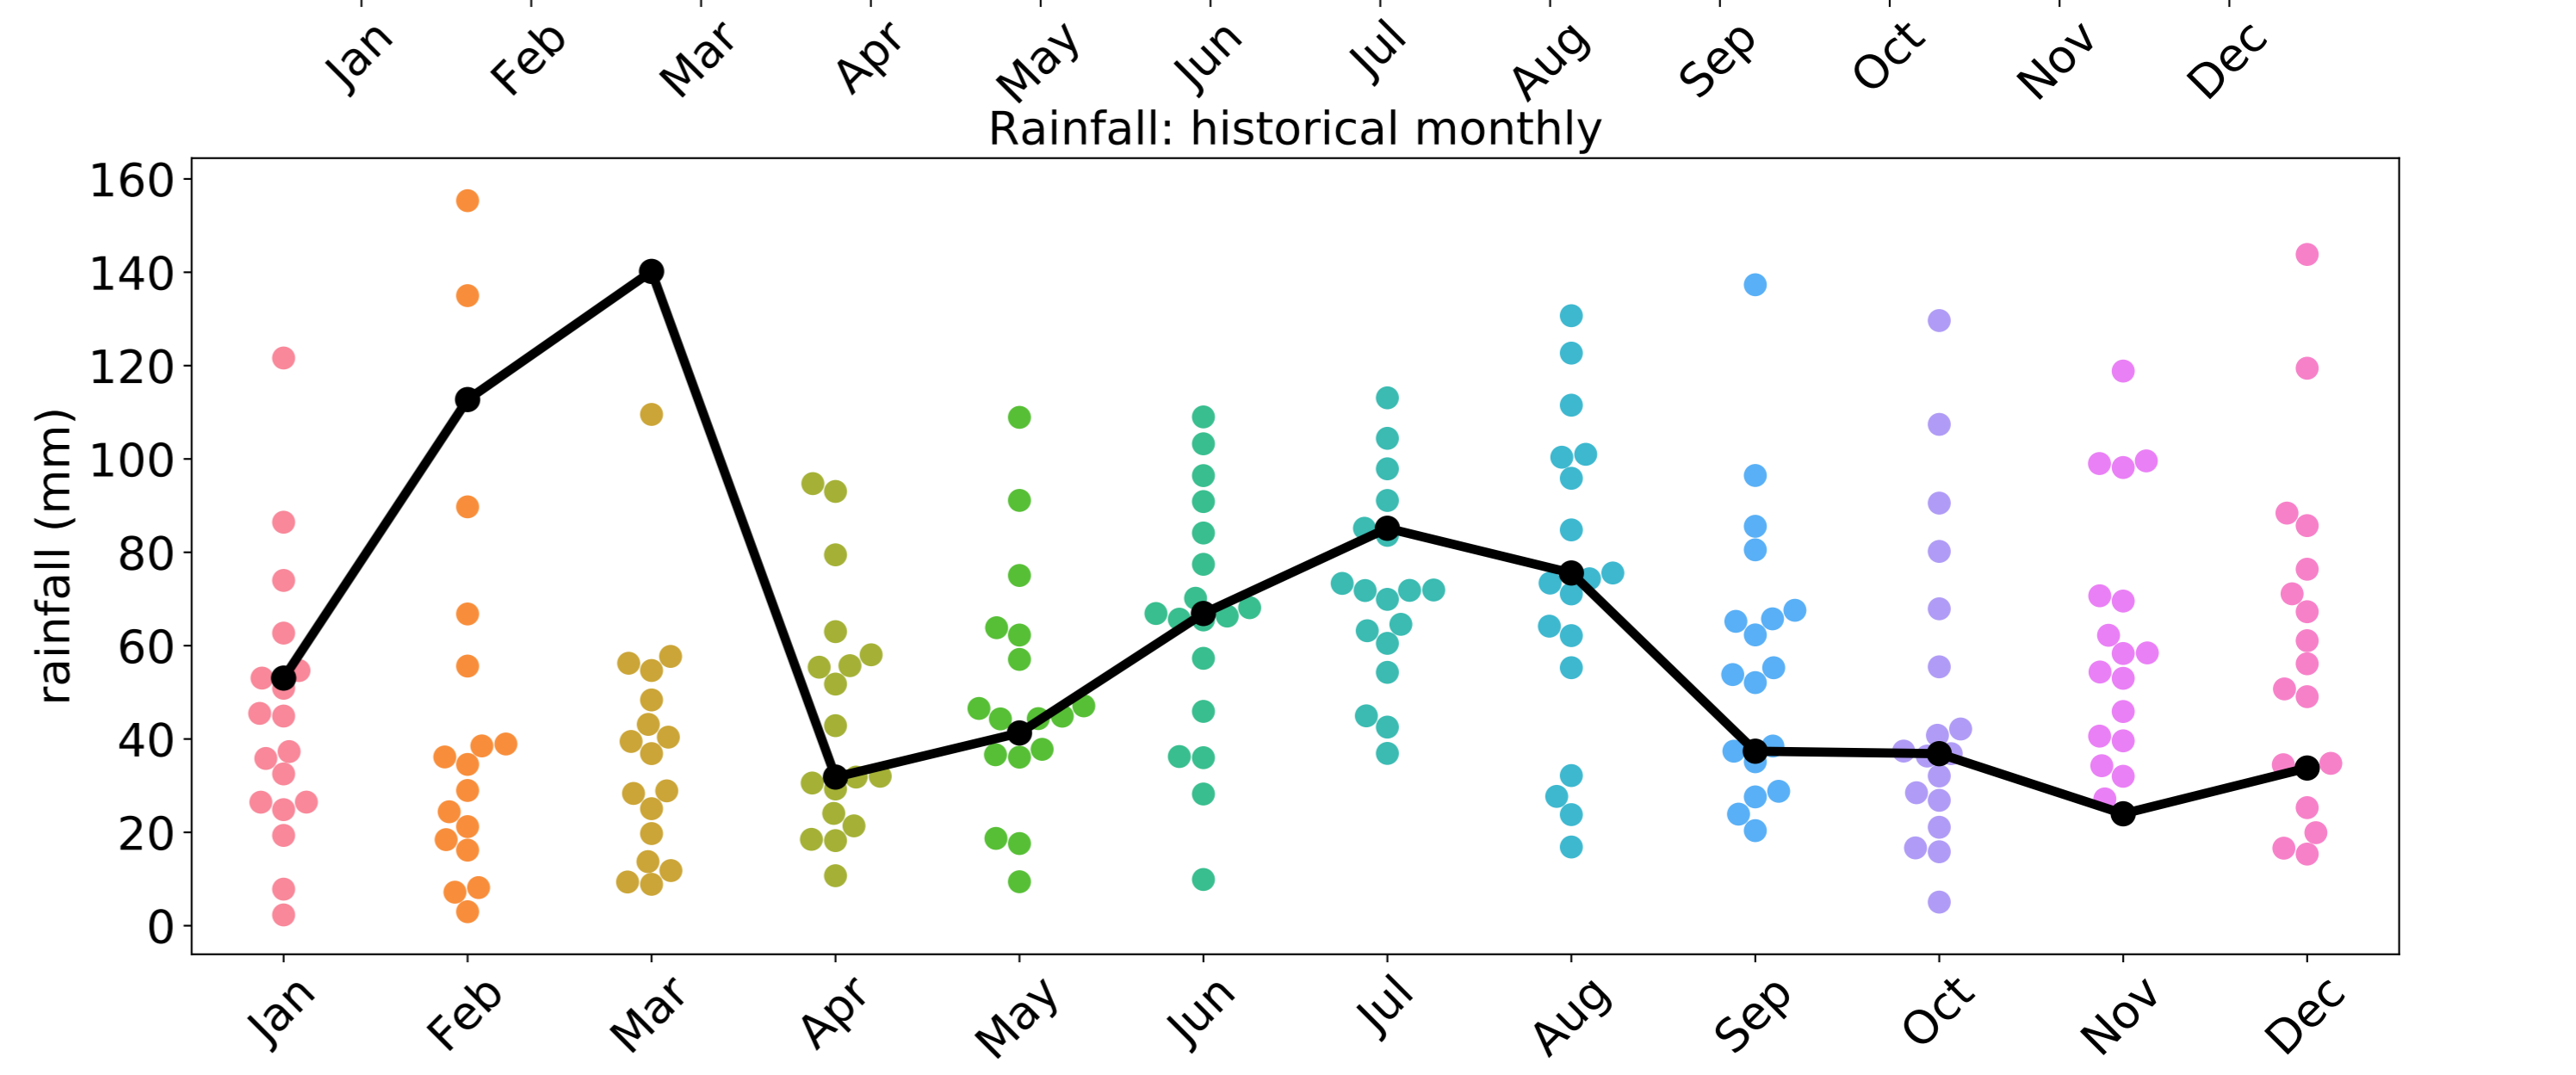 Jan Feb Mar Apr May Jun Jul Aug Sep Oct Nov Dec
Rainfall: historical monthly
160
140
120
100
80
60
40
20
0
rainfall (mm)
Jan Feb Mar Apr May Jun Jul Aug Sep Oct Nov Dec